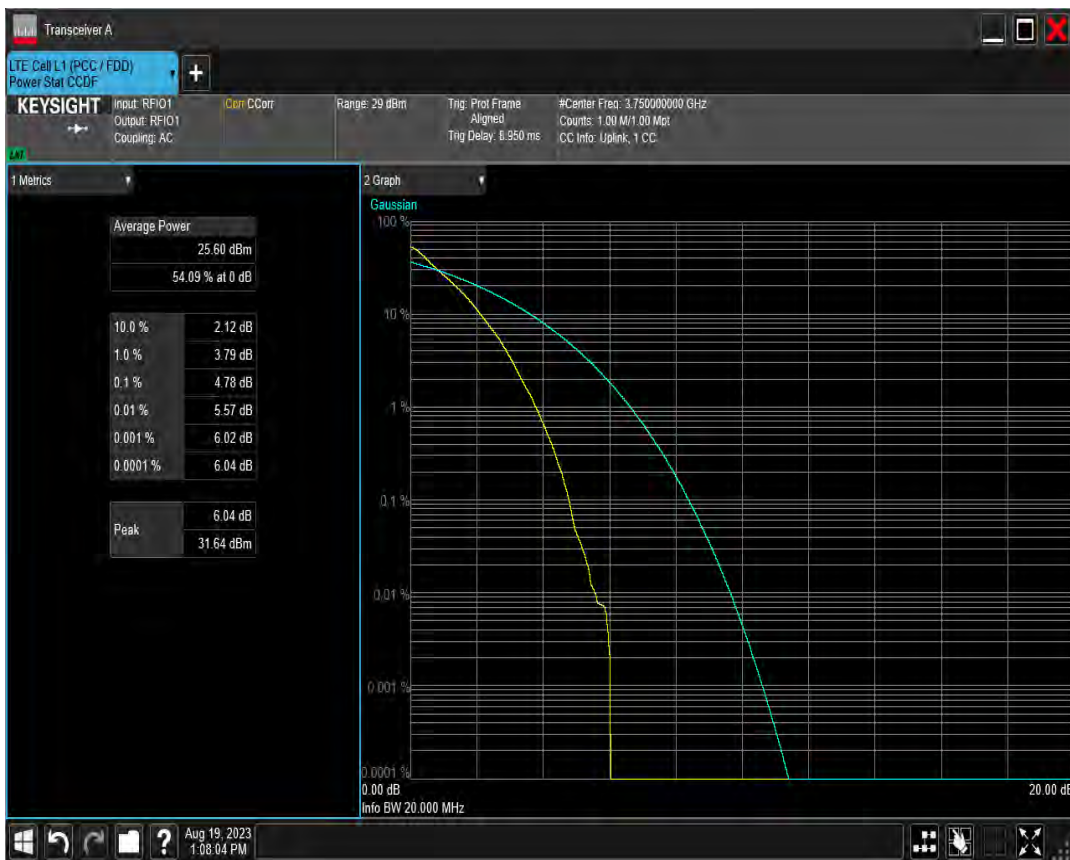 Transceiver A
LTE Cell L1 (PCC / FDD)
Power Stat CCDF
+
KEYSIGHT
Input: RFIO1
Output: RFIO1
Coupling: AC
Corr CCorr
Range: 29 dBm
Trig: Prot Frame
Aligned
Trig Delay: 8.950 ms
#Center Freq: 3.750000000 GHz
Counts: 1.00 M/1.00 Mpt
CC Info: Uplink, 1 CC
1 Metrics
Average Power
25.60 dBm
54.09 % at 0 dB
10.0 % 2.12 dB
1.0 % 3.79 dB
0.1 % 4.78 dB
0.01 % 5.57 dB
0.001 % 6.02 dB
0.0001 % 6.04 dB
Peak
6.04 dB
31.64 dBm
2 Graph
Gaussian
100 %
10 %
1 %
0.1 %
0.01 %
0.001 %
0.0001 %
0.00 dB
20.00 dB
Info BW 20.000 MHz
?
Aug 19, 2023
1:08:04 PM